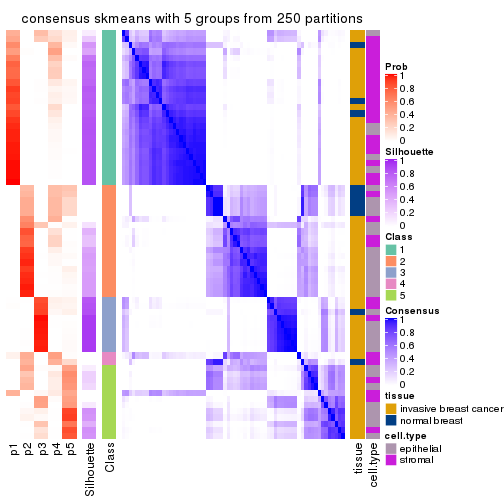 consensus skmeans with 5 groups from 250 partitions
Prob
1
0.8
0.6
0.4
0.2
0
Silhouette
1
0.8
0.6
0.4
0.2
0
Class
1
2
3
4
5
Consensus
1
0.8
0.6
0.4
0.2
0
tissue
invasive breast cancer
normal breast
cell.type
epithelial
stromal
p1
p2
p3
p4
p5
Silhouette
Class
tissue
cell.type